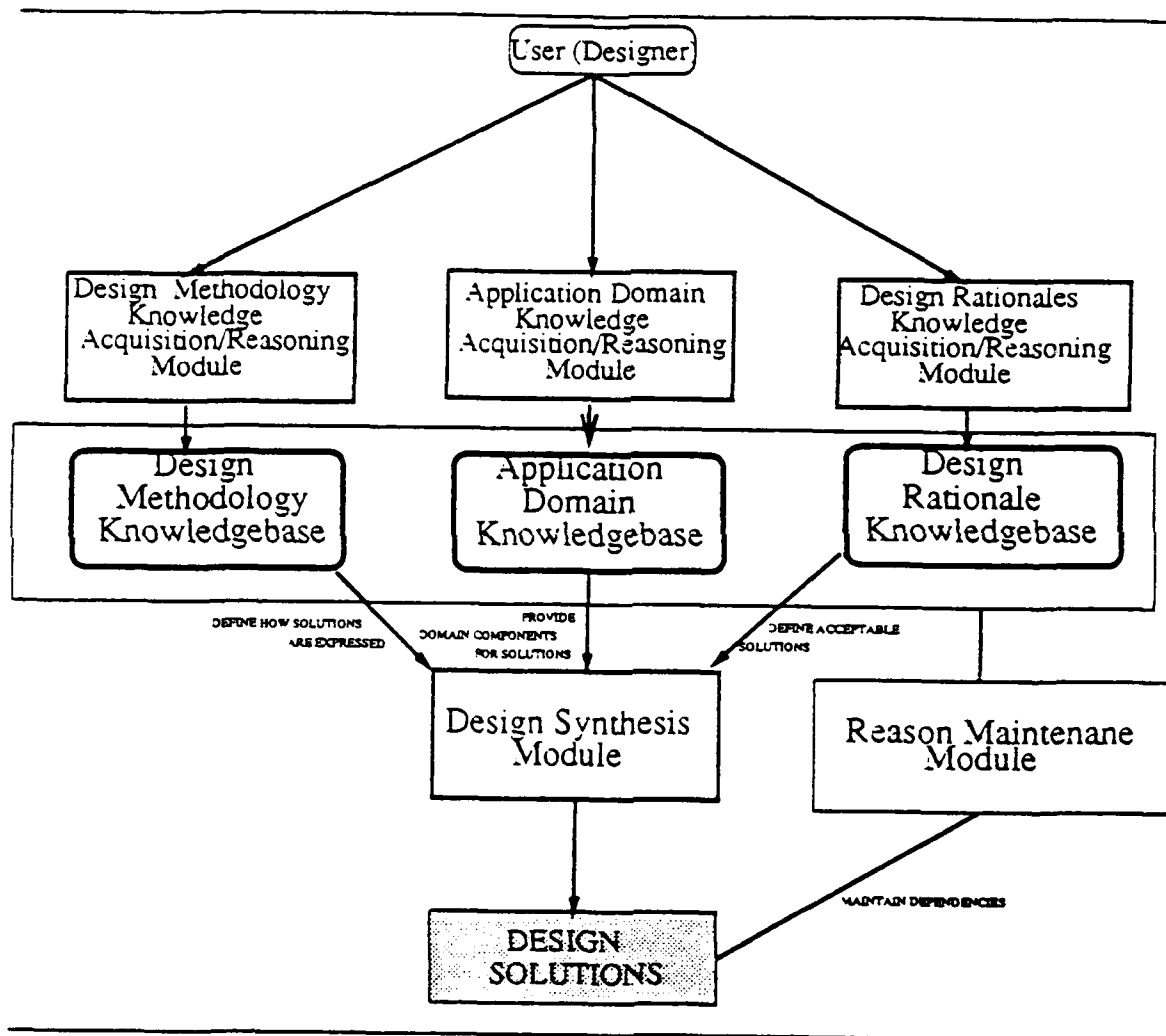 User (Designer)
Design Methodology
Knowledge
Acquisition/Reasoning
Module
Application Domain
Knowledge
Acquisition/Reasoning
Module
Design Rationales
Knowledge
Acquisition/Reasoning
Module
Design
Methodology
Knowledgebase
Application
Domain
Knowledgebase
Design
Rationale
Knowledgebase
DEFINE HOW SOLUTIONS
ARE EXPRESSED
PROVIDE
DOMAIN COMPONENTS
FOR SOLUTIONS
DEFINE ACCEPTABLE
SOLUTIONS
Design Synthesis
Module
Reason Maintenane
Module
MAINTAIN DEPENDENCIES
DESIGN
SOLUTIONS